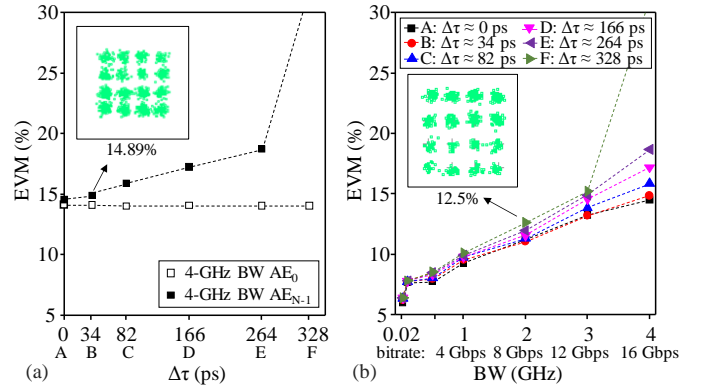 30
25
20
15
10
5
EVM (%)
14.89%
4-GHz BW AE0
4-GHz BW AEN-1
0 34 82 166 264 328
A B C D E F
(a)
Δτ (ps)
30
25
20
15
10
5
EVM (%)
A: Δτ ≈ 0 ps D: Δτ ≈ 166 ps
B: Δτ ≈ 34 ps E: Δτ ≈ 264 ps
C: Δτ ≈ 82 ps F: Δτ ≈ 328 ps
12.5%
0.02 1 2 3 4
bitrate: 4 Gbps 8 Gbps 12 Gbps 16 Gbps
(b)
BW (GHz)